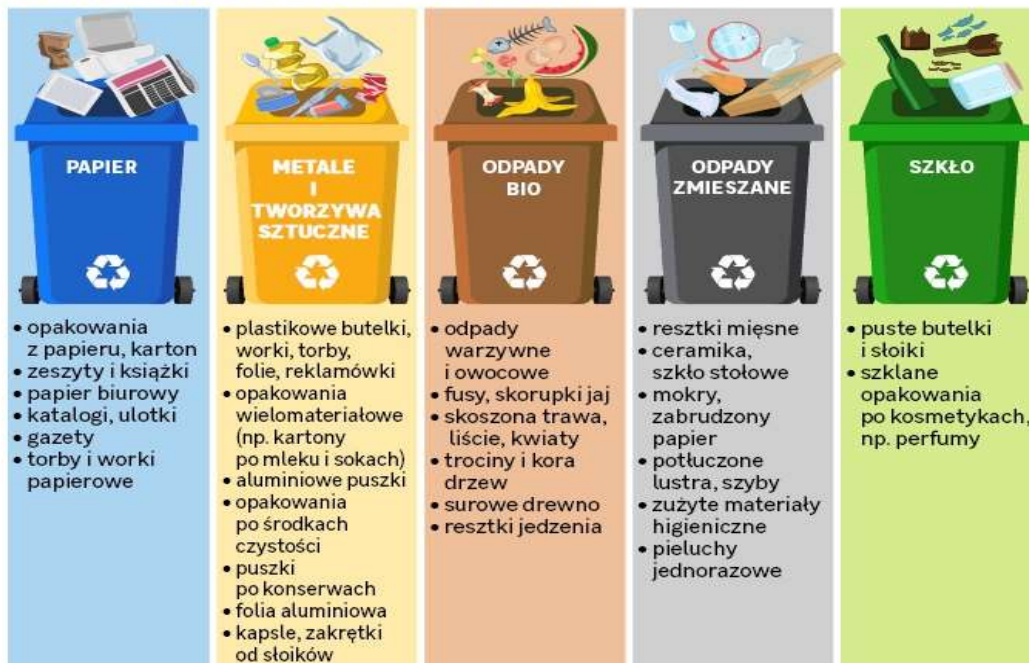 PAPIER
• opakowania
z papieru, karton
• zeszyty i książki
• papier biurowy
• katalogi, ulotki
• gazety
• torby i worki
papierowe
METALE
I
TWORZYWA
SZTUCZNE
• plastikowe butelki,
worki, torby,
folie, reklamówki
• opakowania
wielomateriałowe
(np. kartony
po mleku i sokach)
• aluminiowe puszki
• opakowania
po środkach
czystości
• puszki
po konserwach
• folia aluminiowa
• kapsle, zakrętki
od słoików
ODPADY
BIO
• odpady
warzywne
i owocowe
• fusy, skorupki jaj
• skoszona trawa,
liście, kwiaty
• trociny i kora
drzew
• surowe drewno
• resztki jedzenia
ODPADY
ZMIESZANE
• resztki mięsne
• ceramika,
szkło stołowe
• mokry,
zabrudzony
papier
• potłuczone
lustra, szyby
• zużyte materiały
higieniczne
• pieluchy
jednorazowe
SZKŁO
• puste butelki
i słoiki
• szklane
opakowania
po kosmetykach,
np. perfumy